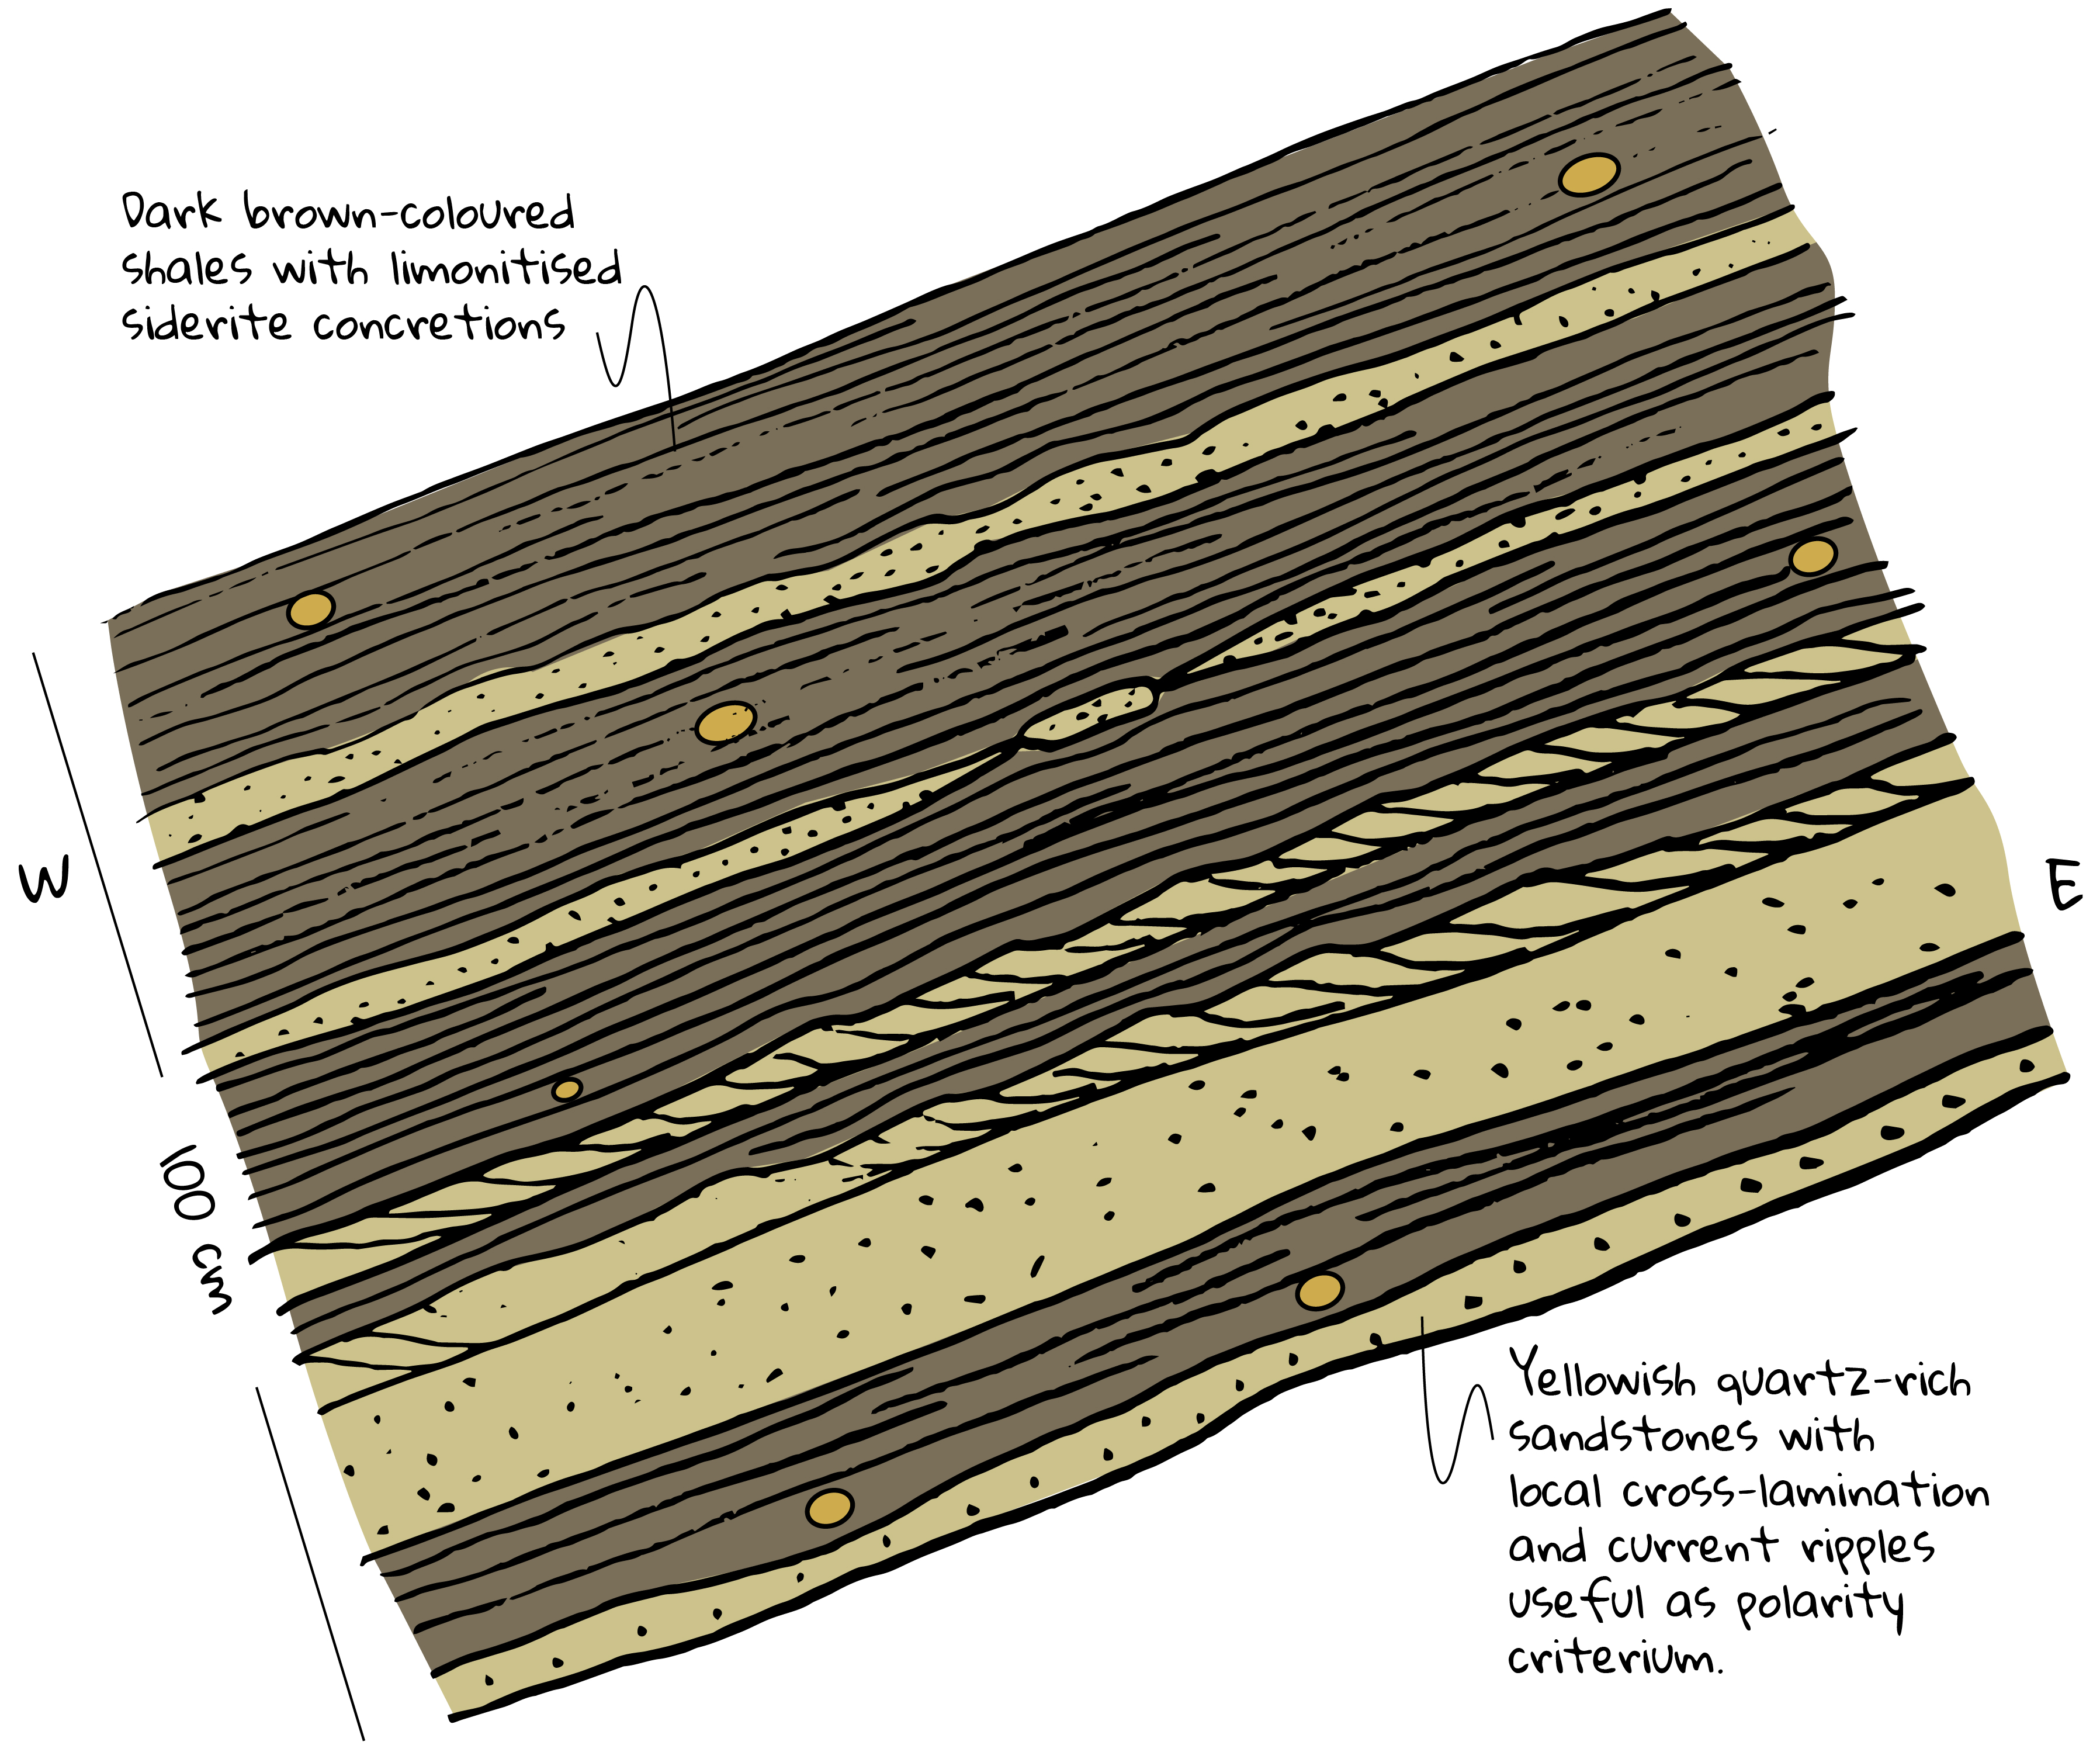 Dark brown-coloured
shales with limonitised
siderite concretions
W
E
100 cm
Yellowish quartz-rich
sandstones with
local cross-lamination
and current ripples
useful as polarity
criterium.